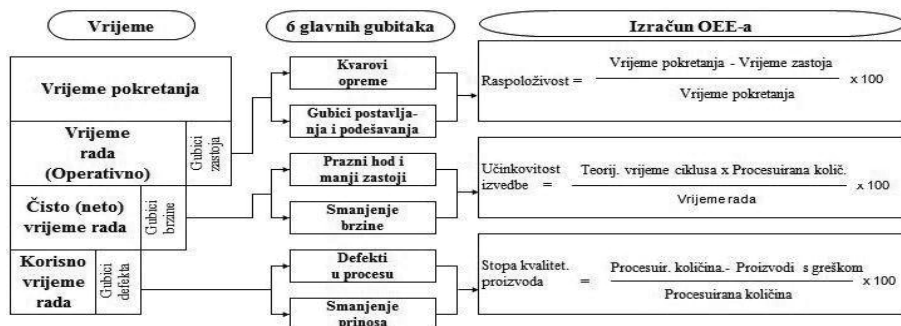 Vrijeme
6 glavnih gubitaka
Izračun OEE-a
Vrijeme pokretanja
Vrijeme
rada
(Operativno)
Gubici
zastoja
Čisto (neto)
vrijeme rada
Gubici
brzine
Korisno
vrijeme
rada
Gubici
defekta
Kvarovi
opreme
Gubici postavlja-
nja i podešavanja
Prazni hod i
manji zastoji
Smanjenje
brzine
Defekti
u procesu
Smanjenje
prinosa
Vrijeme pokretanja - Vrijeme zastoja
Raspoloživost = x 100
Vrijeme pokretanja
Učinkovitost
izvedbe =
Teorij. vrijeme ciklusa x Procesuirana količ.
x 100
Vrijeme rada
Stopa kvalitet.
proizvoda =
Procesuir. količina.- Proizvodi s greškom
x 100
Procesuirana količina